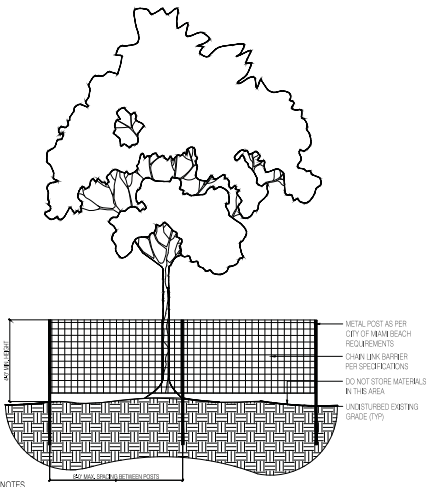 METAL POST AS PER
CITY OF MIAMI BEACH
REQUIREMENTS
CHAIN LINK BARRIER
PER SPECIFICATIONS
DO NOT STORE MATERIALS
IN THIS AREA
UNDISTURBED EXISTING
GRADE (TYP)
MIN. HEIGHT
MAX. SPACING BETWEEN POSTS
NOTES